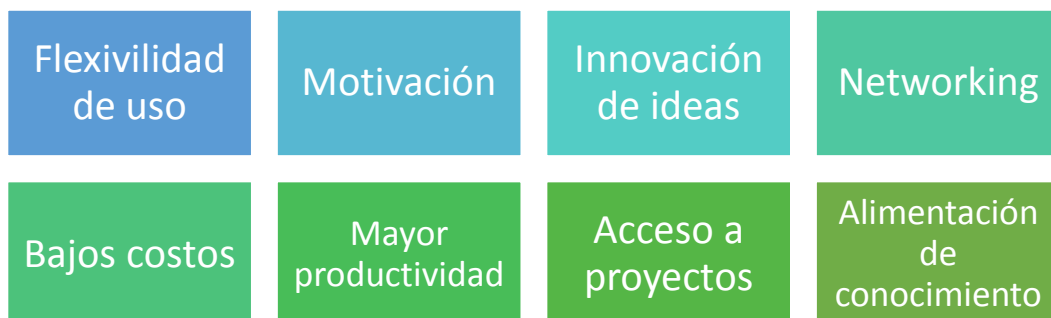 Flexivilidad
de uso
Motivación
Innovación
de ideas
Networking
Bajos costos
Mayor
productividad
Acceso a
proyectos
Alimentación
de
conocimiento